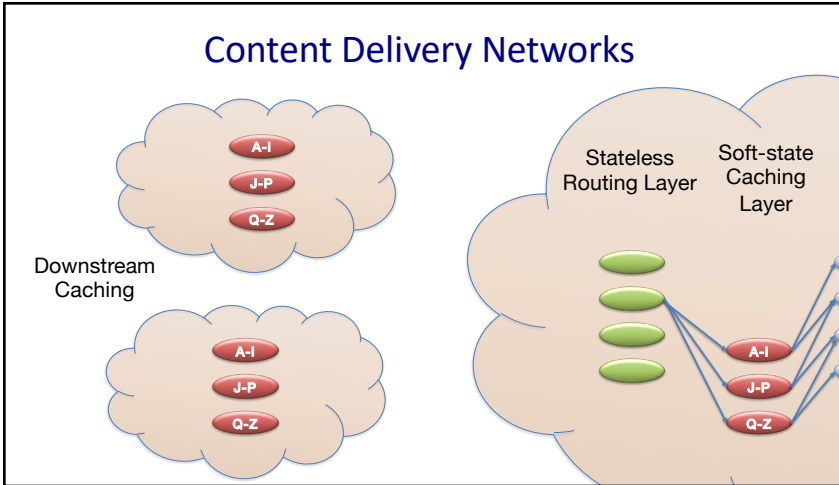 Content Delivery Networks
A-I
J-P
Q-Z
Downstream
Caching
A-I
J-P
Q-Z
Stateless
Routing Layer
Soft-state
Caching
Layer
A-I
J-P
Q-Z